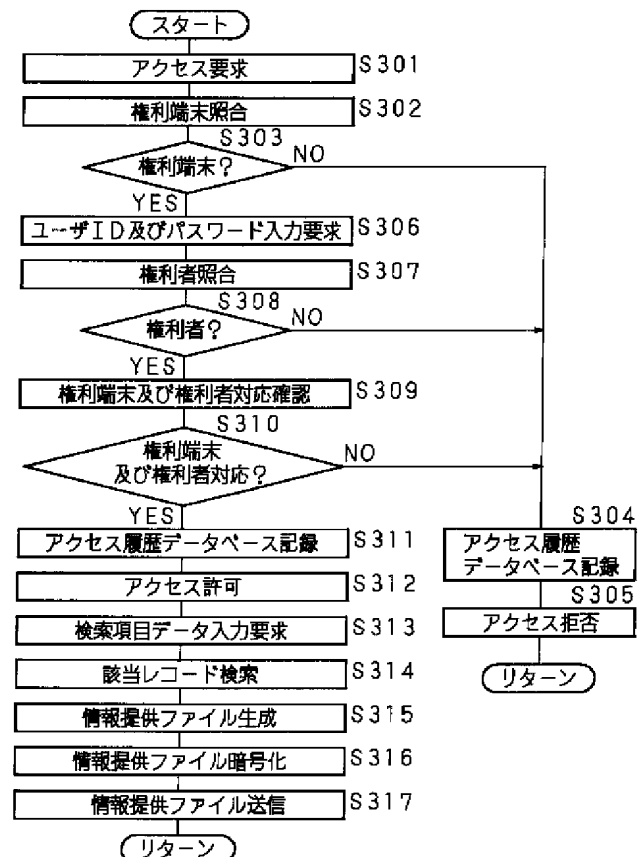 スタート
アクセス要求 S301
権利端末照合 S302
S303
権利端末? NO
YES
ユーザID及びパスワード入力要求 S306
権利者照合 S307
S308
権利者? NO
YES
権利端末及び権利者対応確認 S309
S310
権利端末
及び権利者対応? NO
YES
アクセス履歴データベース記録 S311
アクセス許可 S312
検索項目データ入力要求 S313
該当レコード検索 S314
情報提供ファイル生成 S315
情報提供ファイル暗号化 S316
情報提供ファイル送信 S317
リターン
S304
アクセス履歴
データベース記録
S305
アクセス拒否
リターン